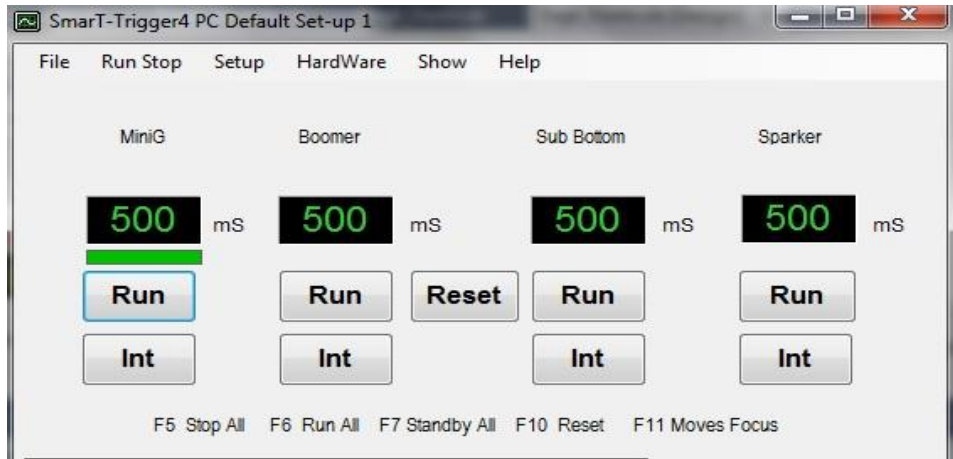 SmarT-Trigger4 PC Default Set-up 1
File Run Stop Setup HardWare Show Help
MiniG Boomer Sub Bottom Sparker
500 mS 500 mS 500 mS 500 mS
Run Run Reset Run Run
Int Int Int Int
F5 Stop All F6 Run All F7 Standby All F10 Reset F11 Moves Focus